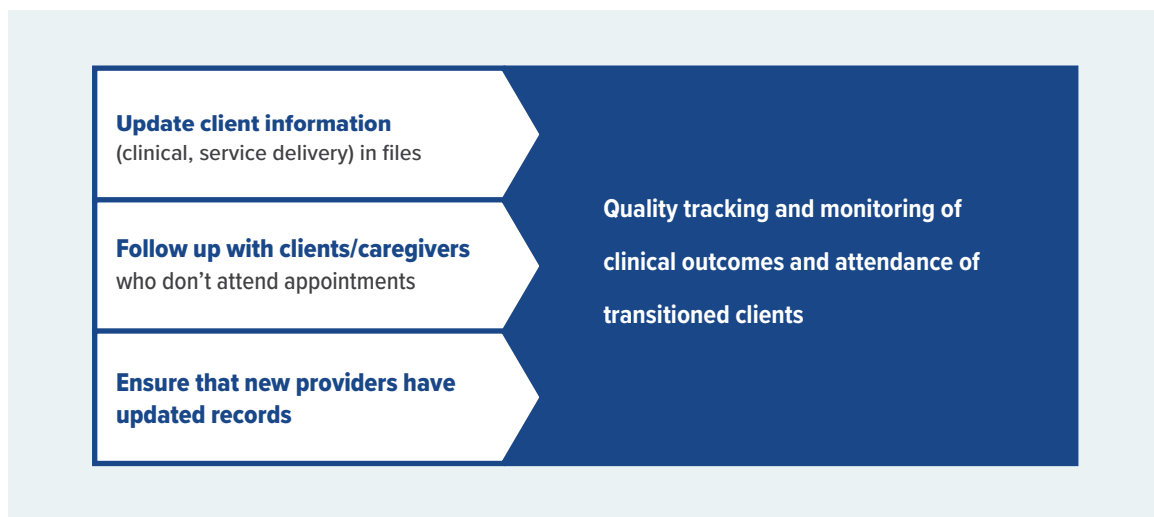 Update client information
(clinical, service delivery) in files
Follow up with clients/caregivers
who don’t attend appointments
Ensure that new providers have
updated records
Quality tracking and monitoring of
clinical outcomes and attendance of
transitioned clients